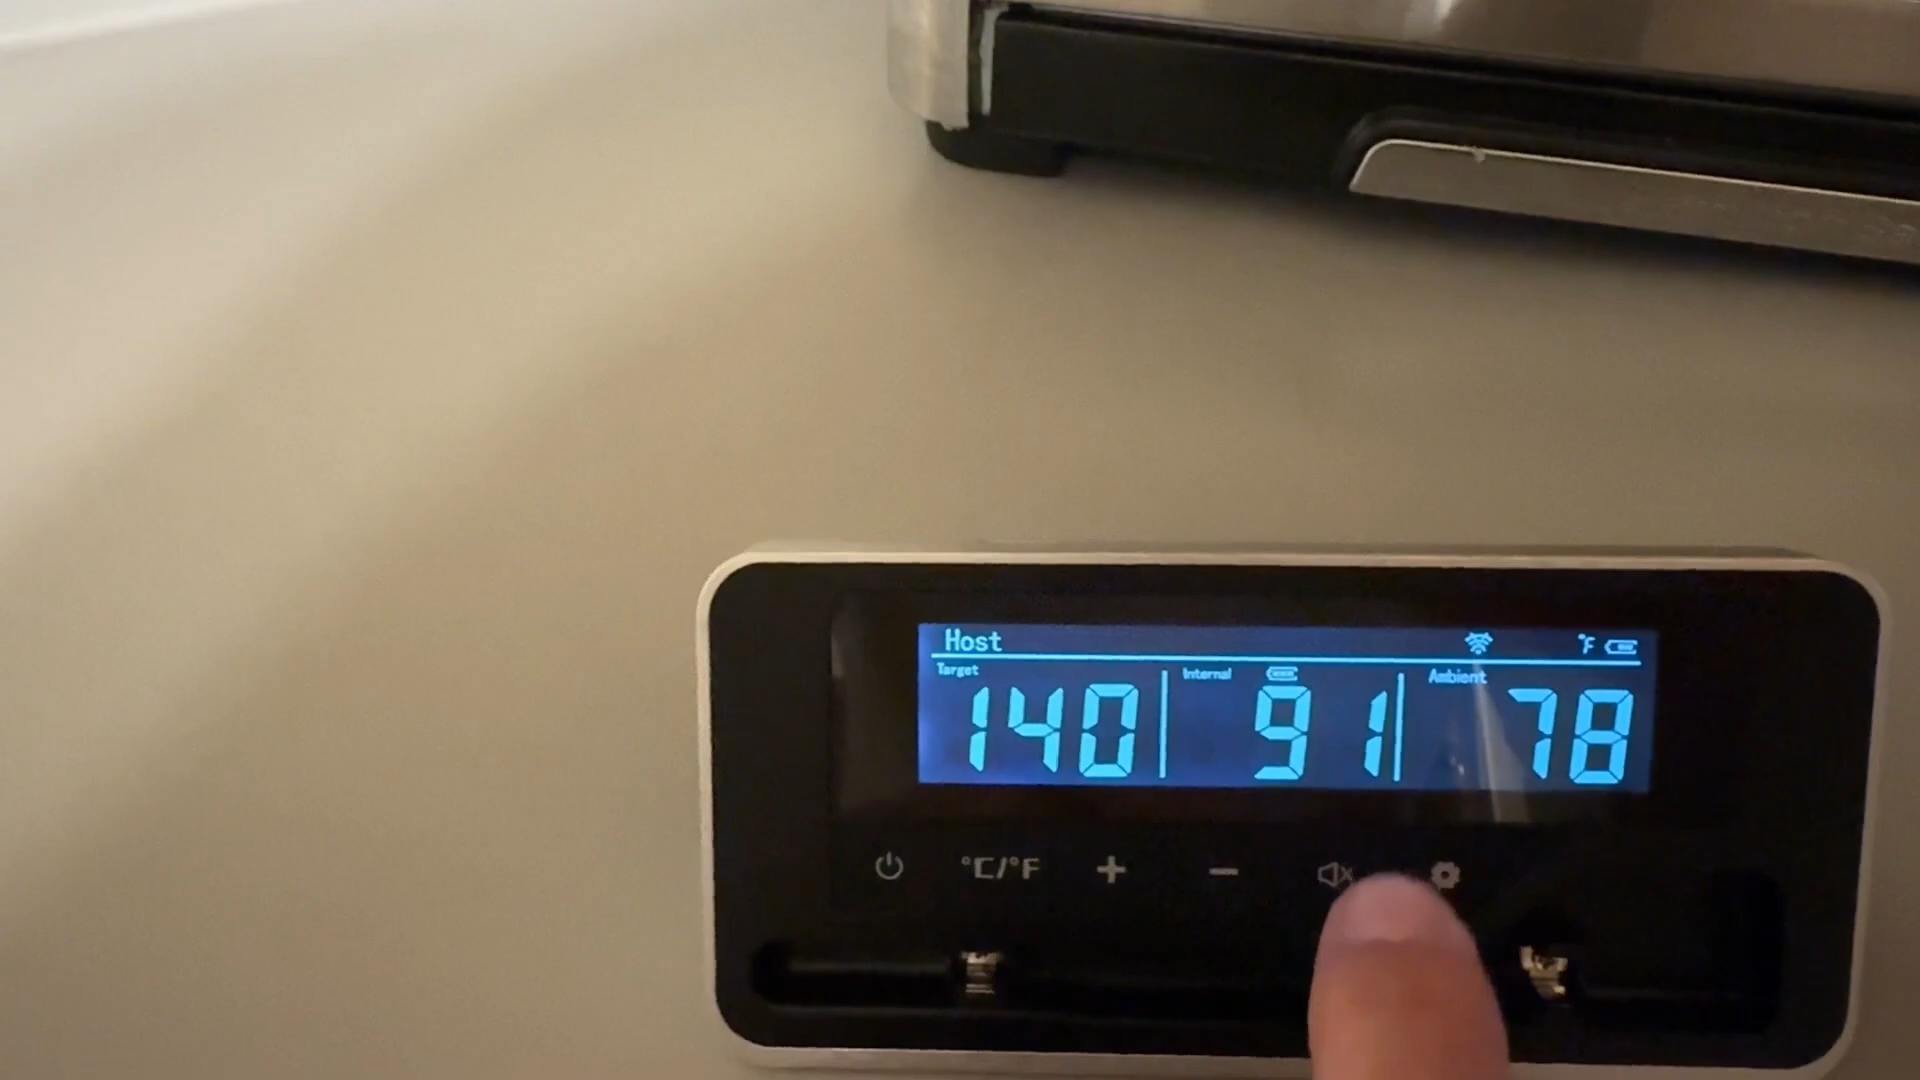 Host °F
Target Internal Ambient
140 91 78
°C/°F + −